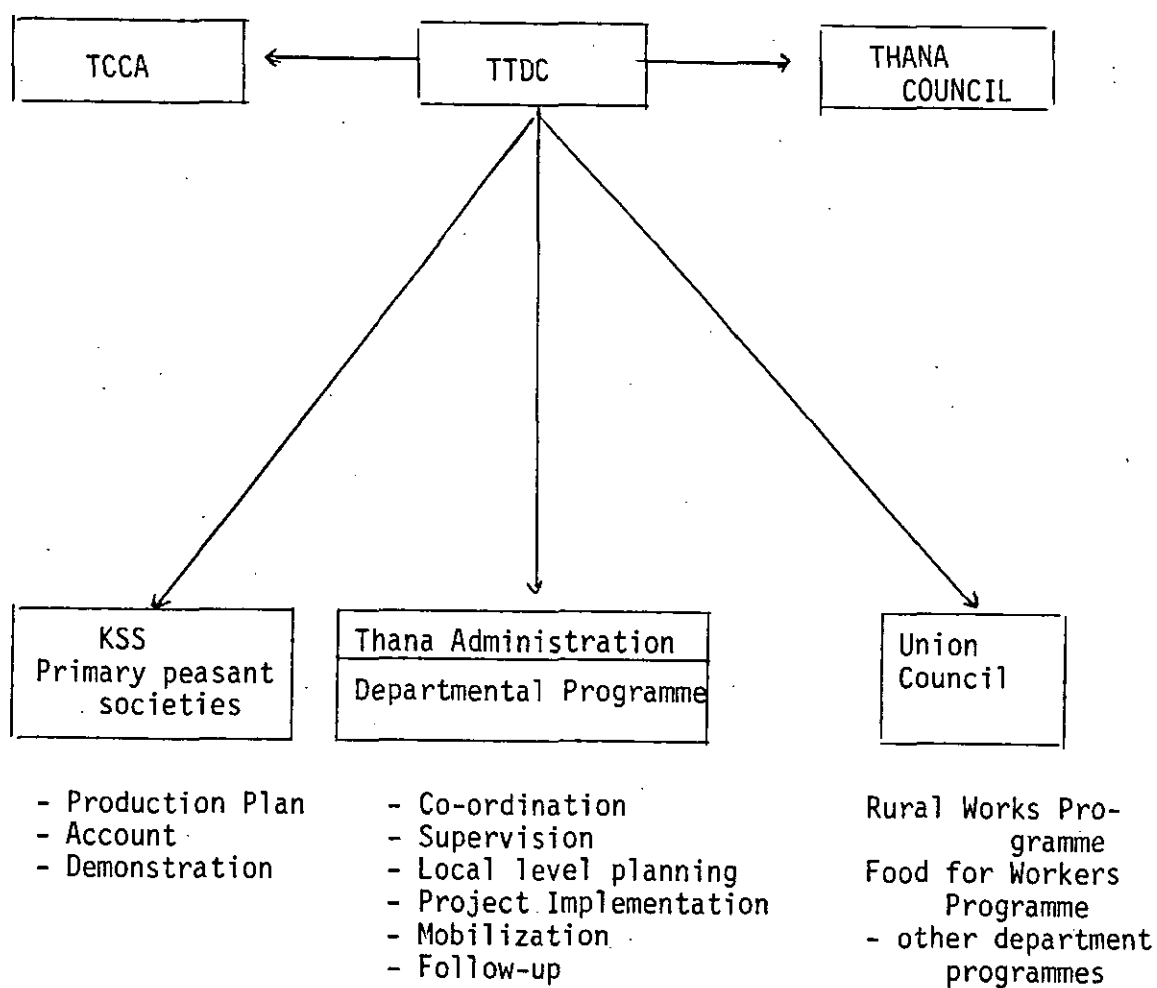 TCCA
TTDC
THANA
COUNCIL
KSS
Primary peasant
societies
Thana Administration
Departmental Programme
Union
Council
- Production Plan
- Account
- Demonstration
- Co-ordination
- Supervision
- Local level planning
- Project Implementation
- Mobilization
- Follow-up
Rural Works Pro-
gramme
Food for Workers
Programme
- other department
programmes